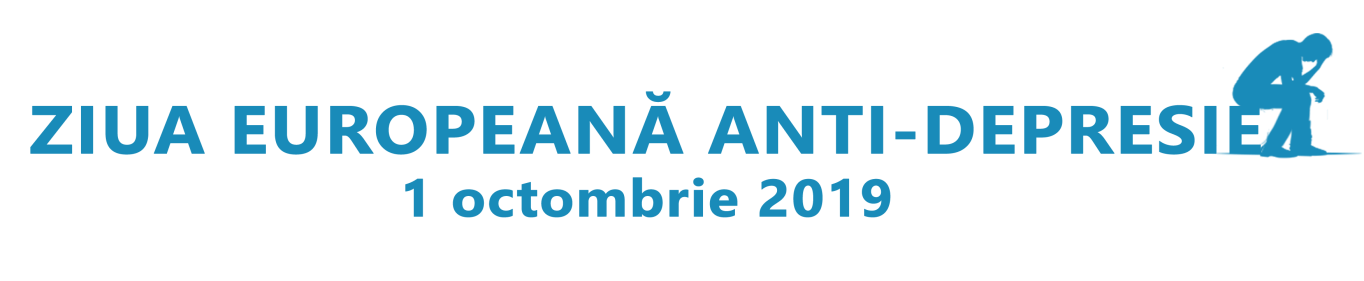 ZIUA EUROPEANĂ ANTI-DEPRESIE
1 octombrie 2019